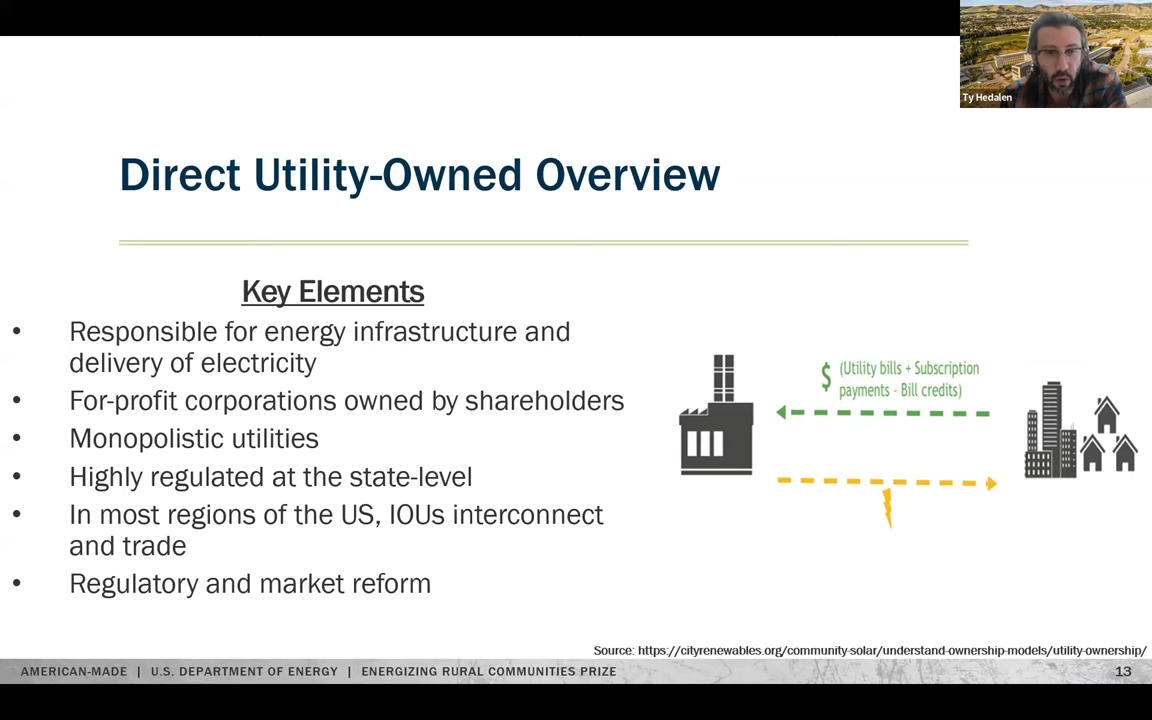 Ty Hedalen
Direct Utility-Owned Overview
Key Elements
• Responsible for energy infrastructure and
delivery of electricity
• For-profit corporations owned by shareholders
• Monopolistic utilities
• Highly regulated at the state-level
• In most regions of the US, IOUs interconnect
and trade
• Regulatory and market reform
$ (Utility bills + Subscription
payments - Bill credits)
Source: https://cityrenewables.org/community-solar/understand-ownership-models/utility-ownership/
AMERICAN-MADE | U.S. DEPARTMENT OF ENERGY | ENERGIZING RURAL COMMUNITIES PRIZE
13